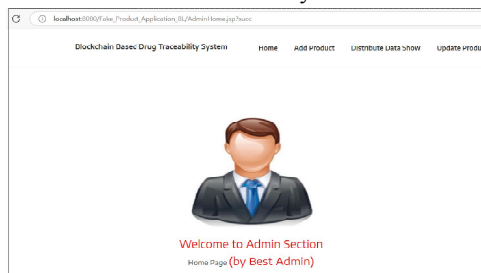 localhost:8000/Fake_Product_Application_BL/AdminHome.jsp?succ
Blockchain Based Drug Traceability System Home Add Product Distribute Data Show Update Produ
Welcome to Admin Section
Home Page (by Best Admin)